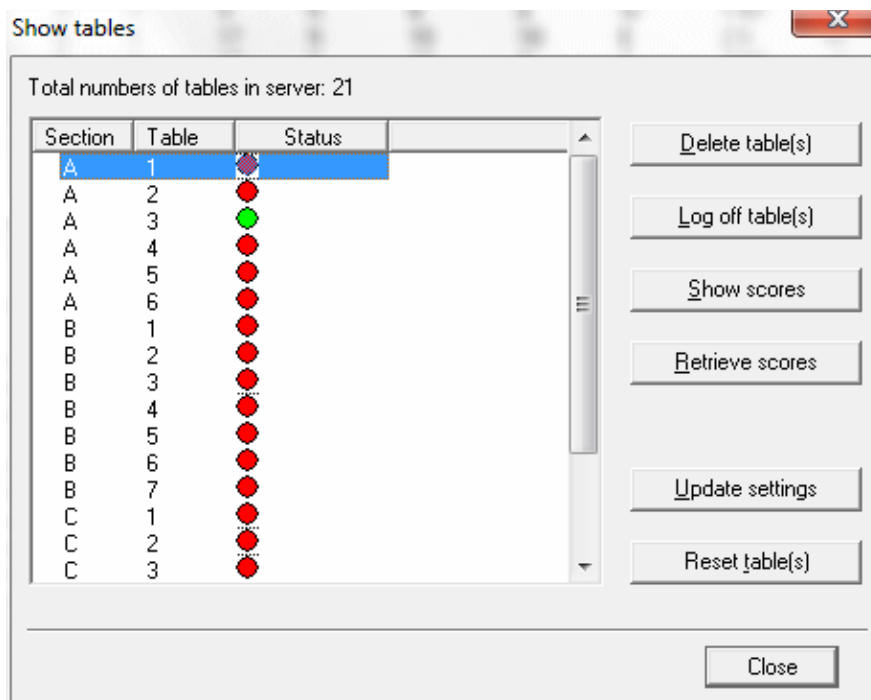 Show tables
Total numbers of tables in server: 21
Section Table Status
A 1
A 2
A 3
A 4
A 5
A 6
B 1
B 2
B 3
B 4
B 5
B 6
B 7
C 1
C 2
C 3
Delete table(s)
Log off table(s)
Show scores
Retrieve scores
Update settings
Reset table(s)
Close